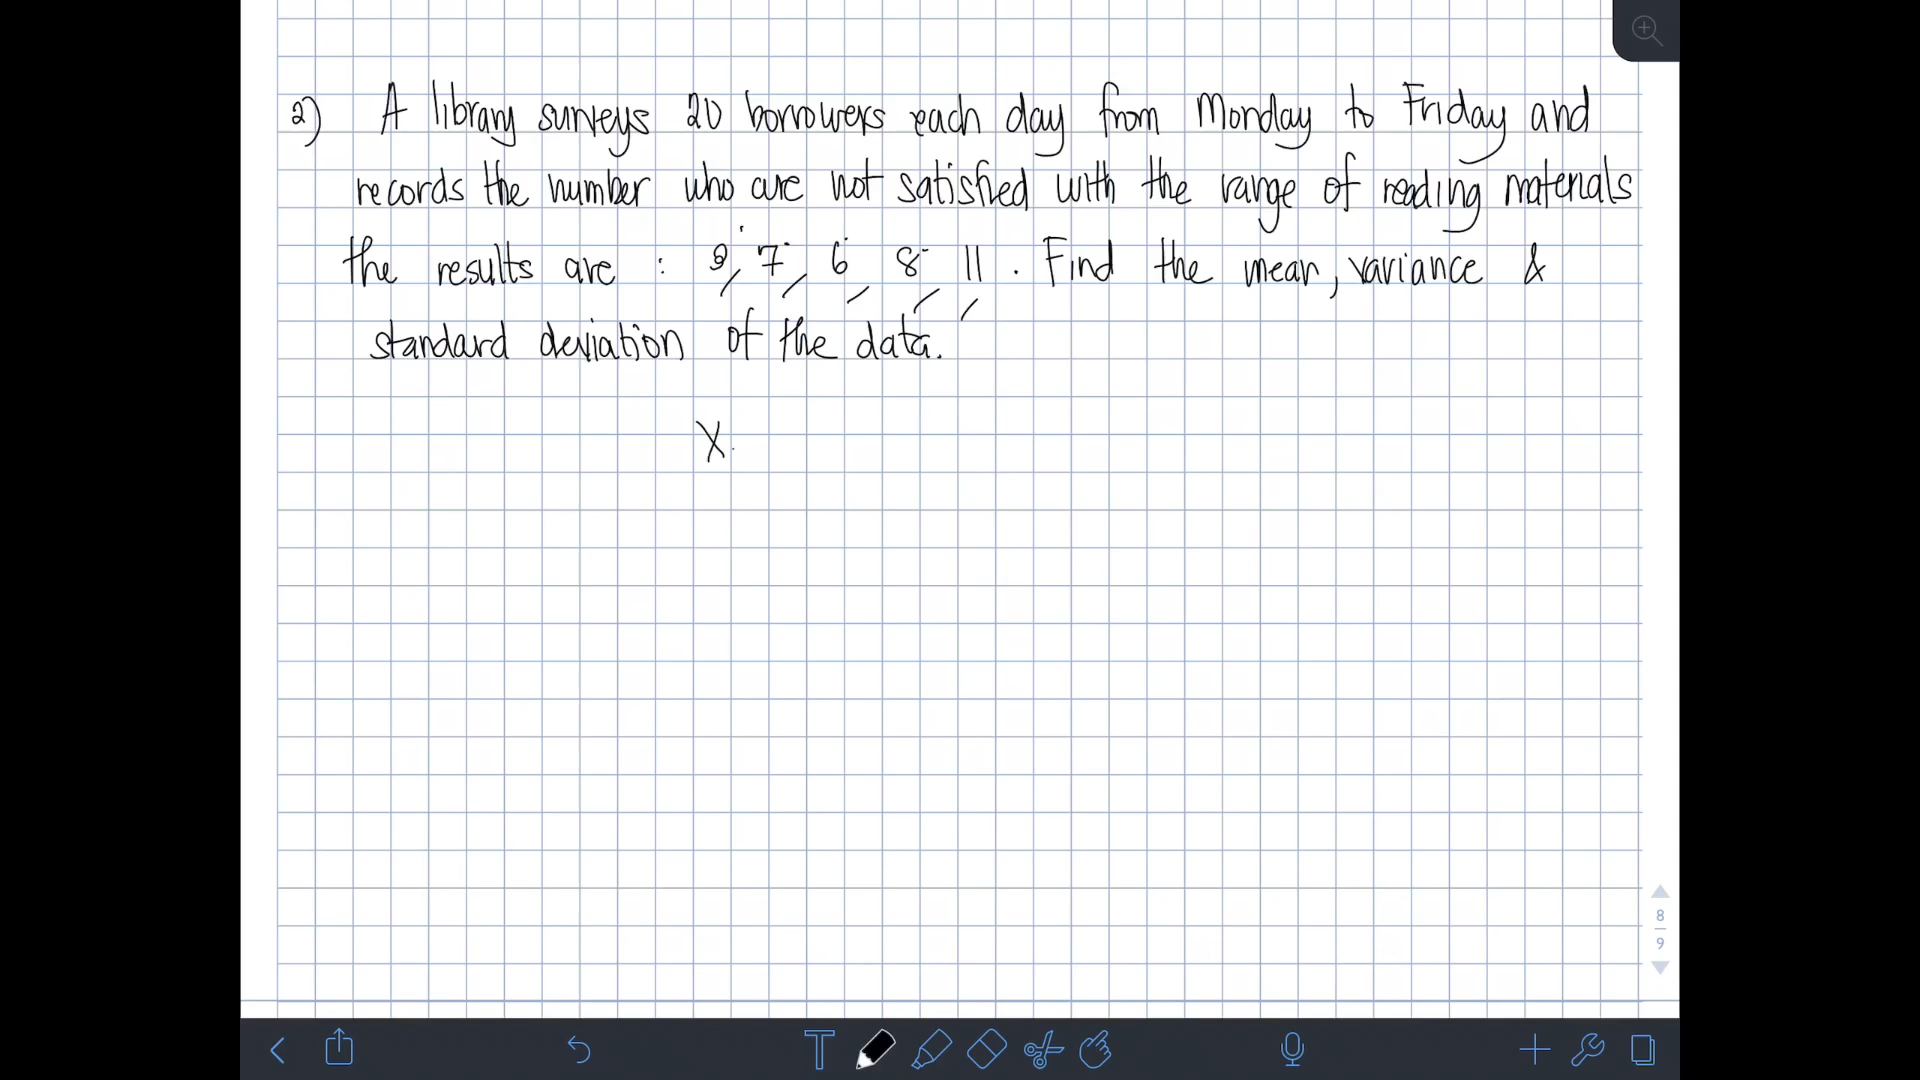 2) A library surveys 20 borrowers each day from Monday to Friday and
records the number who are not satisfied with the range of reading materials
the results are : 9, 7, 6 8 11 . Find the mean, variance &
standard deviation of the data.
X
8
9